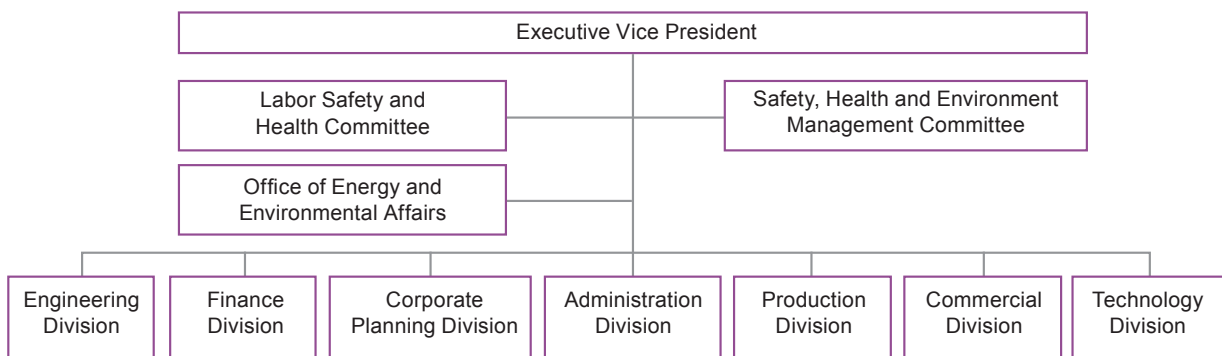 Executive Vice President
Labor Safety and
Health Committee
Safety, Health and Environment
Management Committee
Office of Energy and
Environmental Affairs
Engineering
Division
Finance
Division
Corporate
Planning Division
Administration
Division
Production
Division
Commercial
Division
Technology
Division